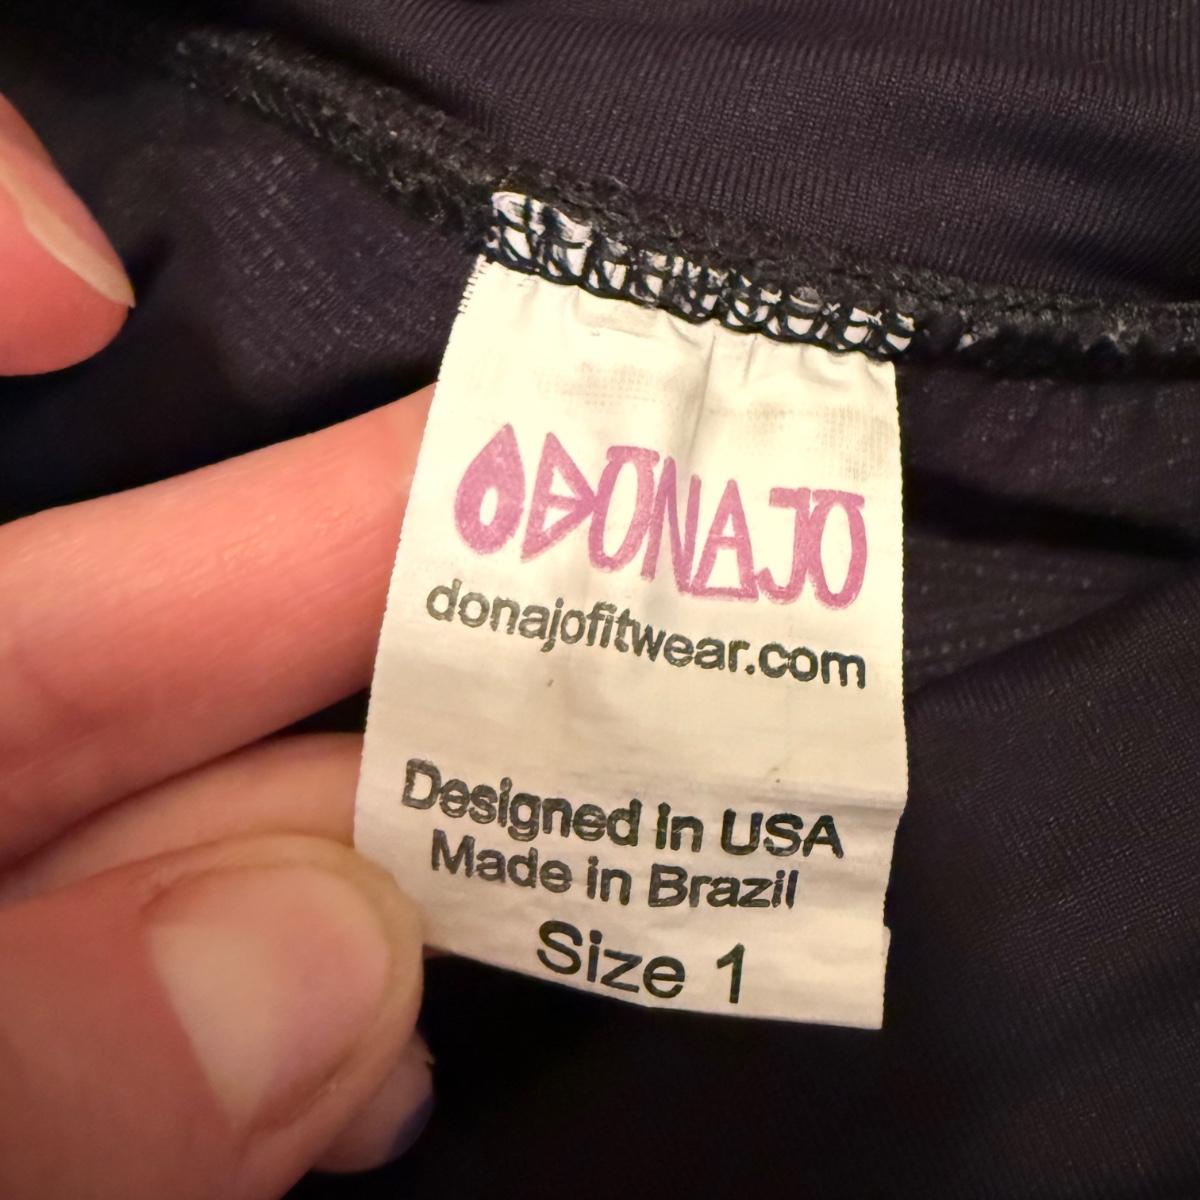 DONAJO
donajofitwear.com
Designed in USA
Made in Brazil
Size 1